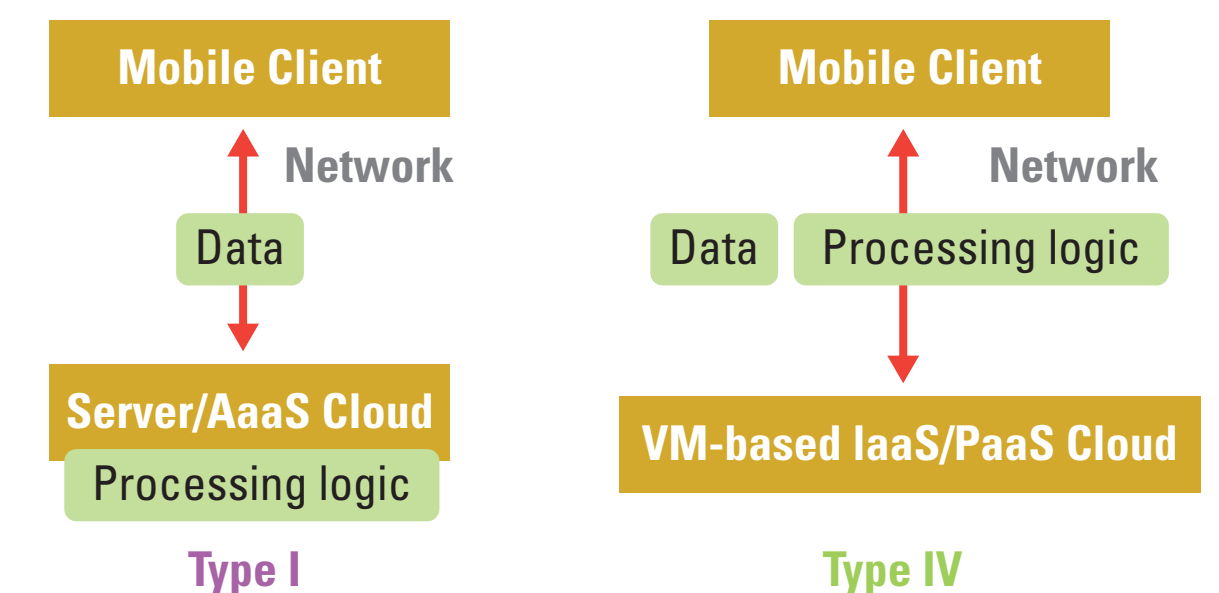 Mobile Client
Network
Data
Server/AaaS Cloud
Processing logic
Type I
Mobile Client
Network
Data
Processing logic
VM-based IaaS/PaaS Cloud
Type IV